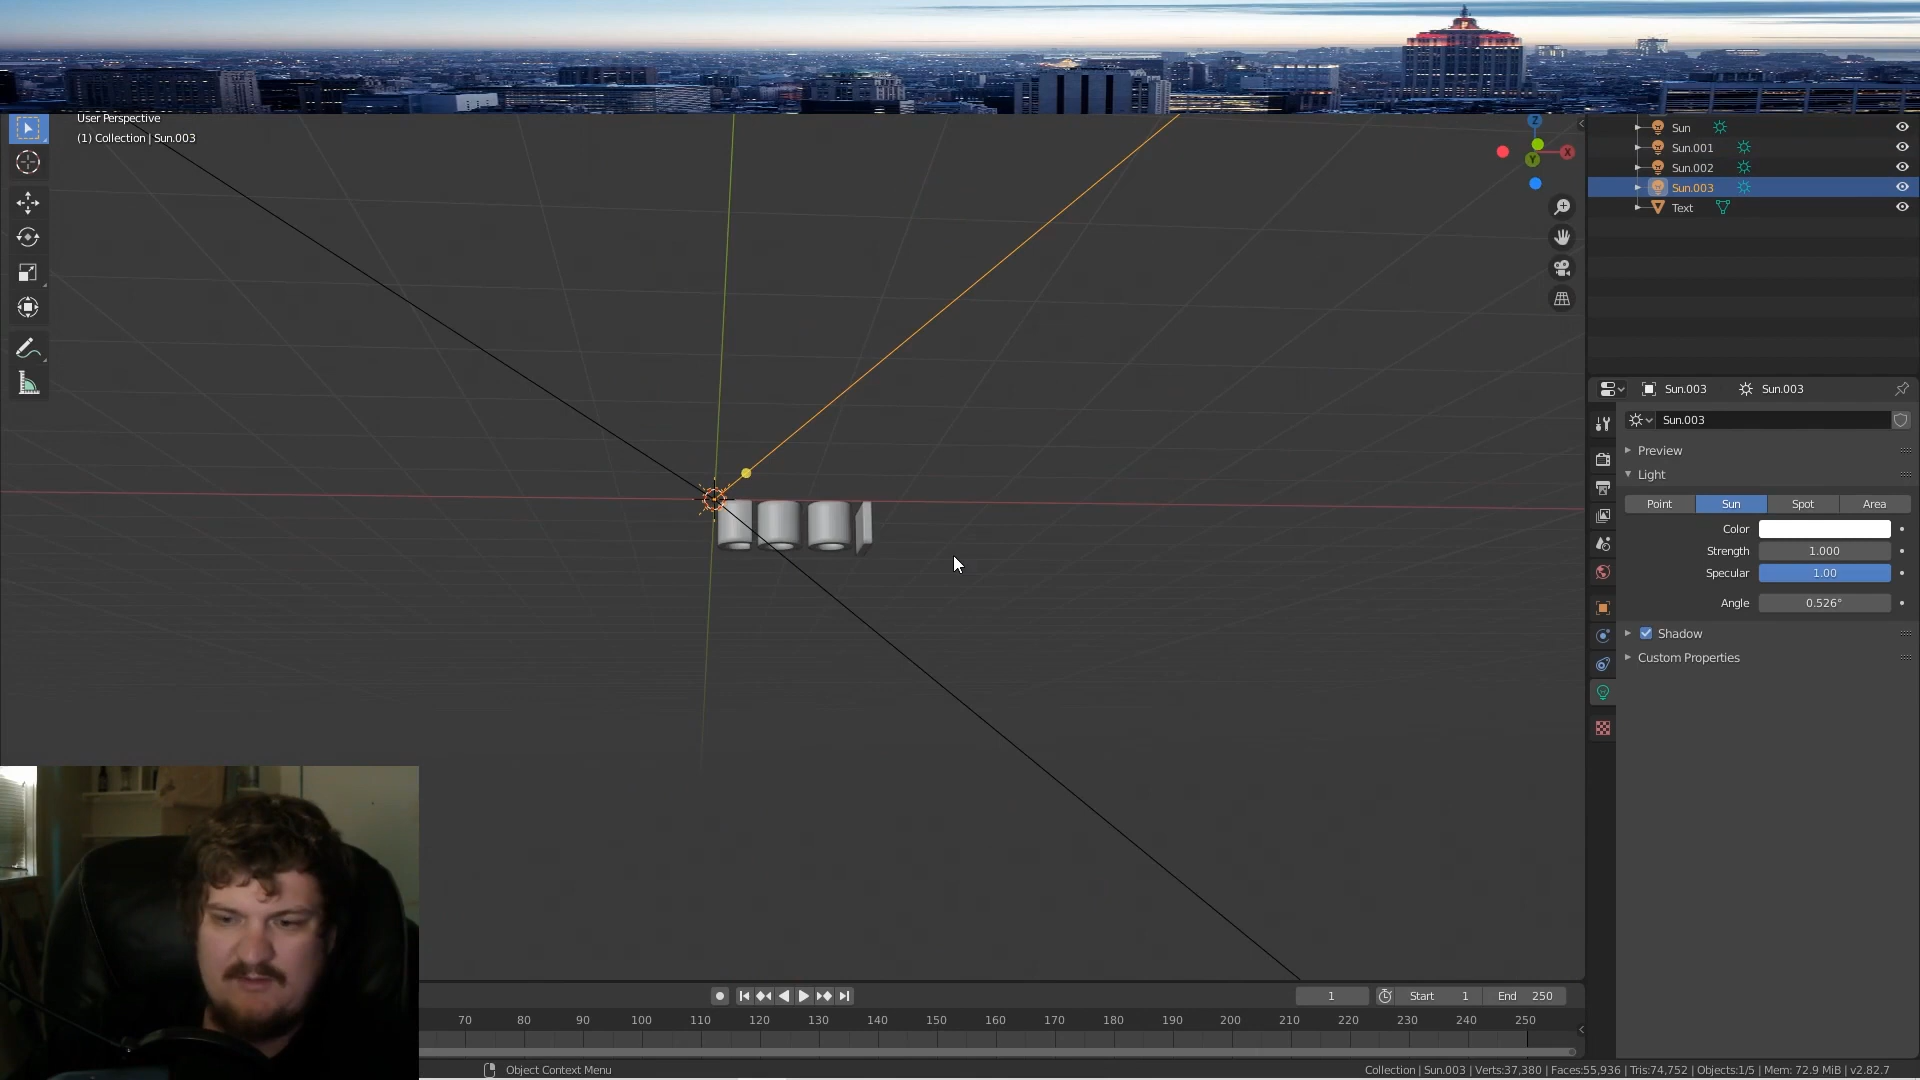 User Perspective
(1) Collection | Sun.003
Z
X
Y
Sun
Sun.001
Sun.002
Sun.003
Text
Sun.003
Sun.003
Sun.003
Preview
Light
Point
Sun
Spot
Area
Color
Strength
1.000
Specular
1.00
Angle
0.526°
Shadow
Custom Properties
1
Start
1
End
250
70
80
90
100
110
120
130
140
150
160
170
180
190
200
210
220
230
240
250
Object Context Menu
Collection | Sun.003 | Verts:37,380 | Faces:55,936 | Tris:74,752 | Objects:1/5 | Mem: 72.9 MiB | v2.82.7